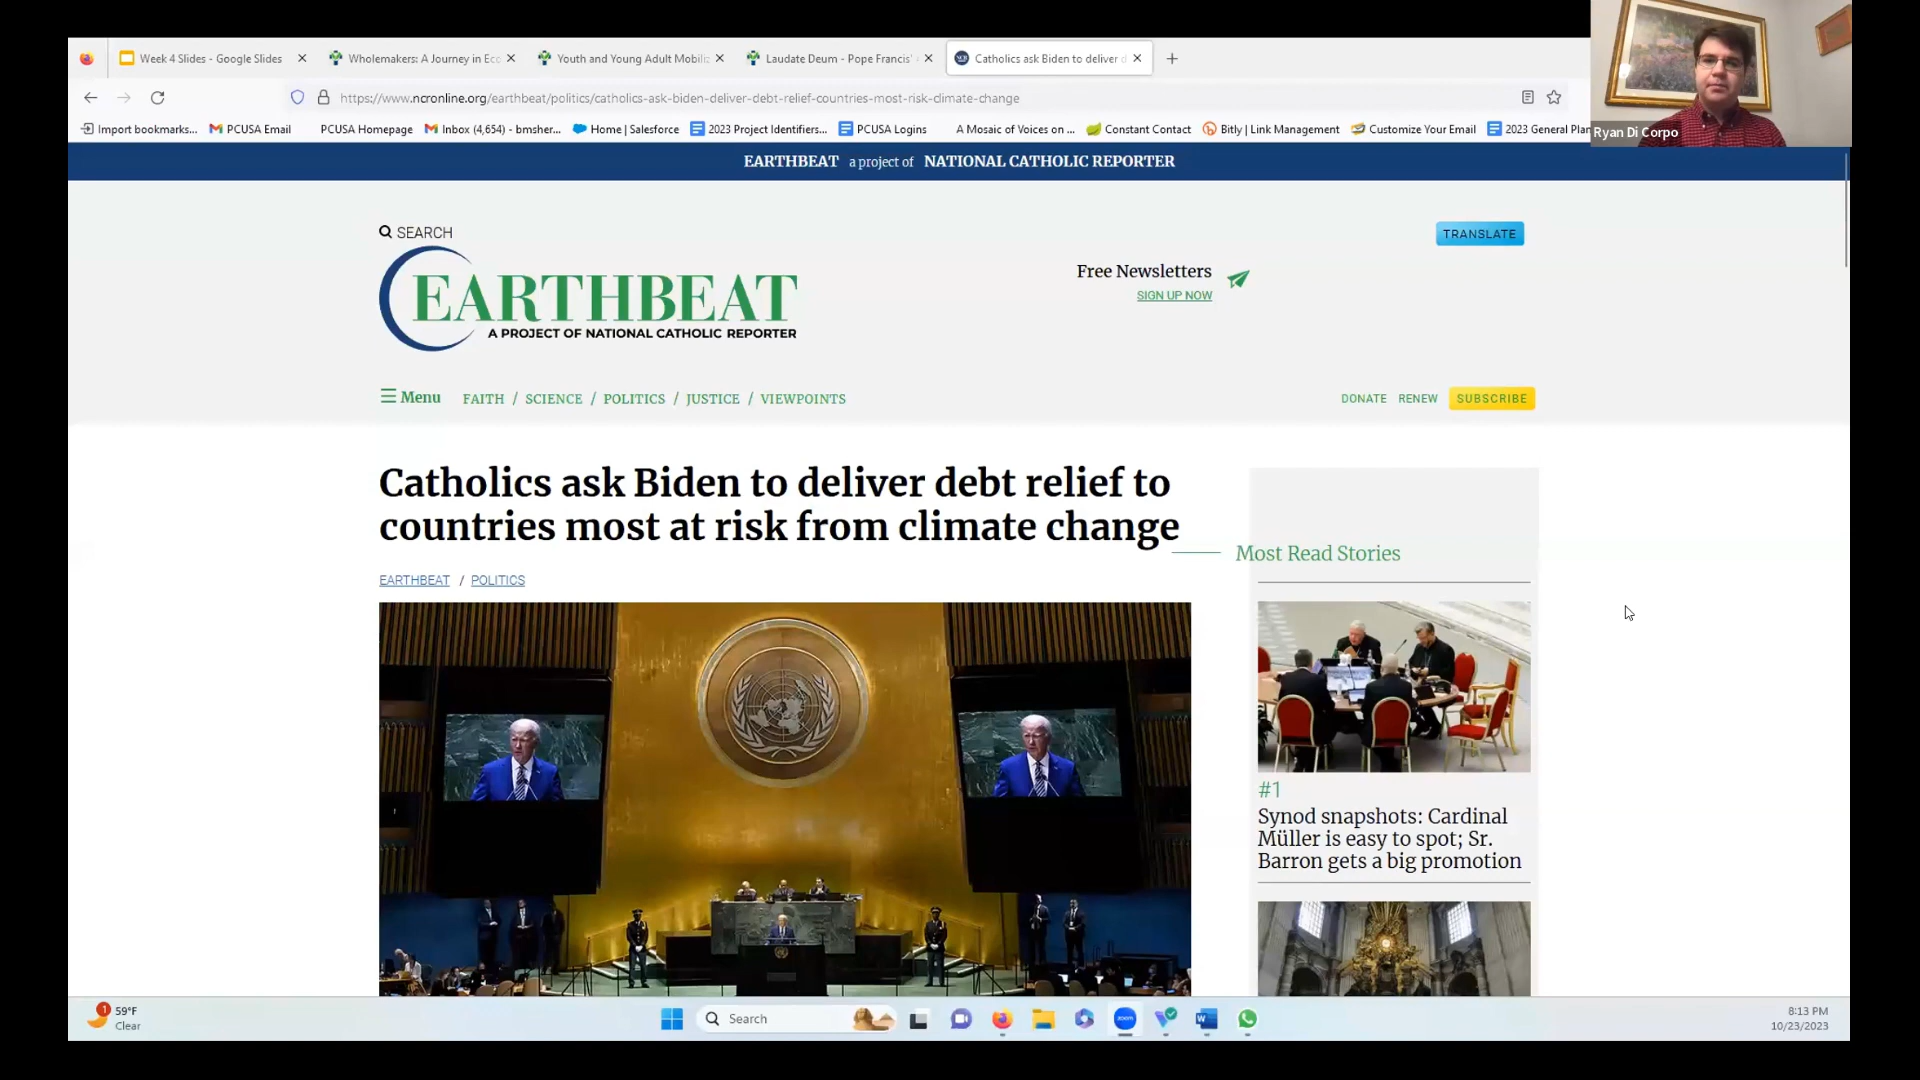 Week 4 Slides - Google Slides
Wholemakers: A Journey in Eco
Youth and Young Adult Mobiliz
Laudate Deum - Pope Francis'
Catholics ask Biden to deliver d
https://www.ncronline.org/earthbeat/politics/catholics-ask-biden-deliver-debt-relief-countries-most-risk-climate-change
Import bookmarks...
PCUSA Email
PCUSA Homepage
Inbox (4,654) - bmsher...
Home | Salesforce
2023 Project Identifiers...
PCUSA Logins
A Mosaic of Voices on ...
Constant Contact
Bitly | Link Management
Customize Your Email
2023 General Plan
Ryan Di Corpo
EARTHBEAT a project of NATIONAL CATHOLIC REPORTER
SEARCH
TRANSLATE
EARTHBEAT
A PROJECT OF NATIONAL CATHOLIC REPORTER
Free Newsletters
SIGN UP NOW
Menu
FAITH / SCIENCE / POLITICS / JUSTICE / VIEWPOINTS
DONATE RENEW SUBSCRIBE
Catholics ask Biden to deliver debt relief to
countries most at risk from climate change
EARTHBEAT / POLITICS
Most Read Stories
#1
Synod snapshots: Cardinal
Müller is easy to spot; Sr.
Barron gets a big promotion
1
59°F
Clear
Search
zoom
8:13 PM
10/23/2023